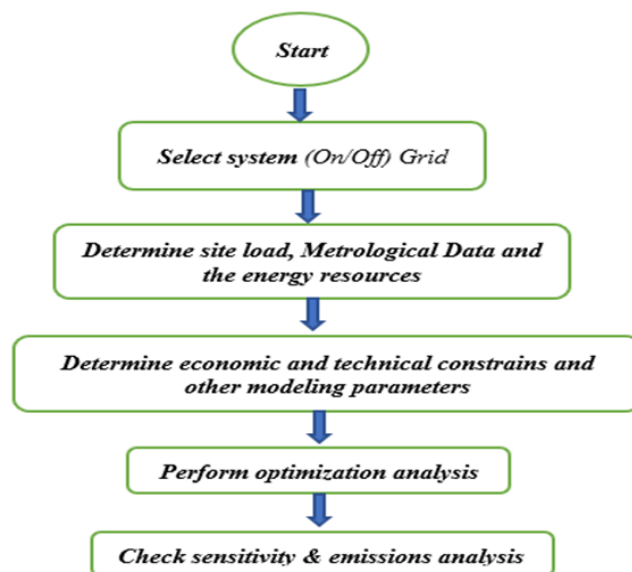 Start
Select system (On/Off) Grid
Determine site load, Metrological Data and
the energy resources
Determine economic and technical constrains and
other modeling parameters
Perform optimization analysis
Check sensitivity & emissions analysis